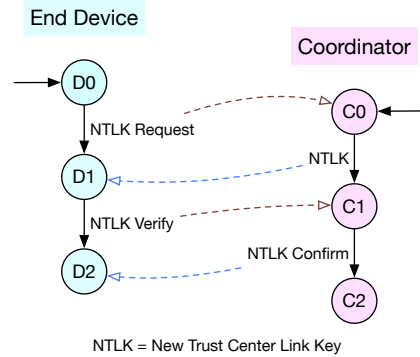 End Device
Coordinator
D0
C0
NTLK Request
NTLK
D1
C1
NTLK Verify
NTLK Confirm
D2
C2
NTLK = New Trust Center Link Key